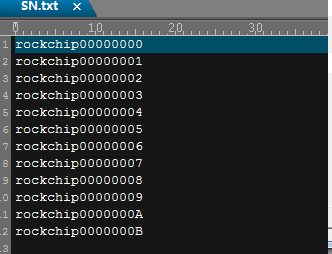 SN.txt ×
0 10 20 30
1 rockchip00000000
2 rockchip00000001
3 rockchip00000002
4 rockchip00000003
5 rockchip00000004
6 rockchip00000005
7 rockchip00000006
8 rockchip00000007
9 rockchip00000008
10 rockchip00000009
11 rockchip0000000A
12 rockchip0000000B
13